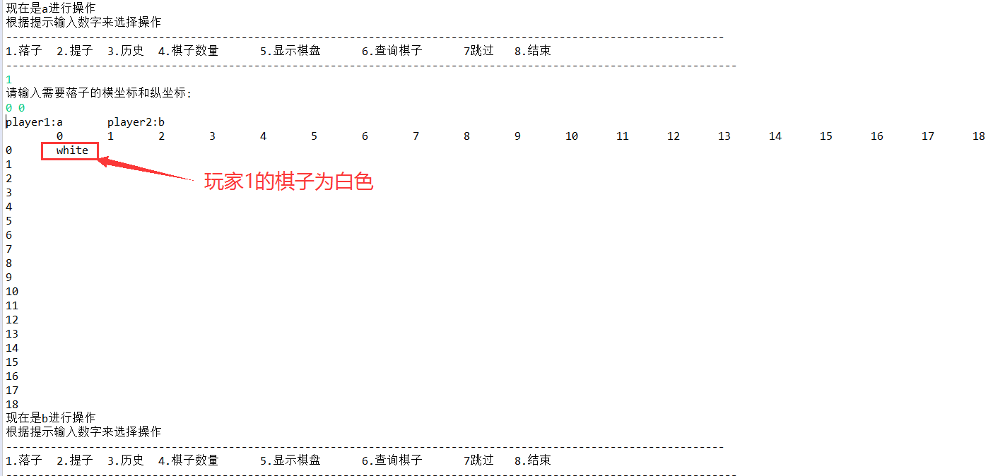 现在是a进行操作
根据提示输入数字来选择操作
-----------------------------------------------------------------------------------------------------------------
1.落子 2.提子 3.历史 4.棋子数量 5.显示棋盘 6.查询棋子 7跳过 8.结束
-------------------------------------------------------------------------------------------------------------------
1
请输入需要落子的横坐标和纵坐标:
0 0
player1:a player2:b
0 1 2 3 4 5 6 7 8 9 10 11 12 13 14 15 16 17 18
0 white
1
2 玩家1的棋子为白色
3
4
5
6
7
8
9
10
11
12
13
14
15
16
17
18
现在是b进行操作
根据提示输入数字来选择操作
-----------------------------------------------------------------------------------------------------------------
1.落子 2.提子 3.历史 4.棋子数量 5.显示棋盘 6.查询棋子 7跳过 8.结束
-------------------------------------------------------------------------------------------------------------------